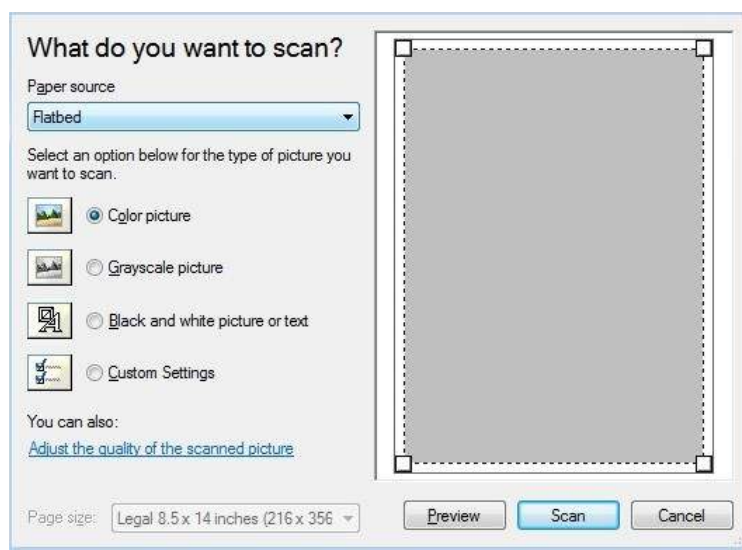 What do you want to scan?
Paper source
Flatbed
Select an option below for the type of picture you
want to scan.
Color picture
Grayscale picture
Black and white picture or text
Custom Settings
You can also:
Adjust the quality of the scanned picture
Page size: Legal 8.5 x 14 inches (216 x 356
Preview Scan Cancel